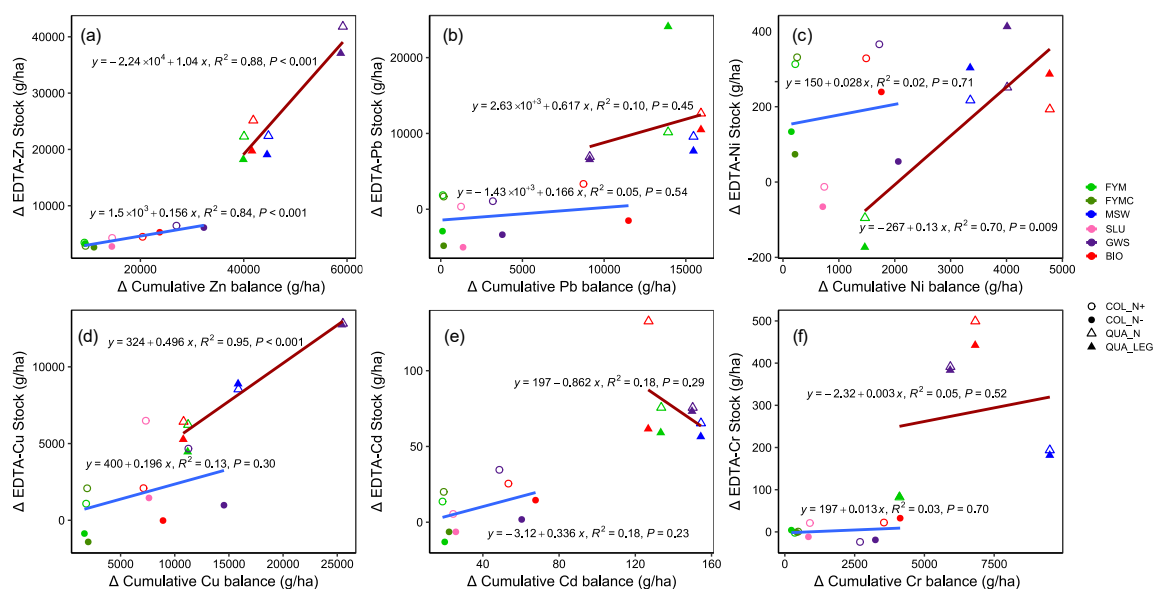 (a)
y = − 2.24 ×10⁴ + 1.04 x, R² = 0.88, P < 0.001
y = 1.5 ×10³ + 0.156 x, R² = 0.84, P < 0.001
Δ EDTA-Zn Stock (g/ha)
40000
30000
20000
10000
20000
40000
60000
Δ Cumulative Zn balance (g/ha)
(b)
y = 2.63 ×10⁺³ + 0.617 x, R² = 0.10, P = 0.45
y = − 1.43 ×10⁺³ + 0.166 x, R² = 0.05, P = 0.54
Δ EDTA-Pb Stock (g/ha)
20000
10000
0
0
4000
8000
12000
16000
Δ Cumulative Pb balance (g/ha)
(c)
y = 150 + 0.028 x, R² = 0.02, P = 0.71
y = − 267 + 0.13 x, R² = 0.70, P = 0.009
Δ EDTA-Ni Stock (g/ha)
400
200
0
-200
0
1000
2000
3000
4000
5000
Δ Cumulative Ni balance (g/ha)
FYM
FYMC
MSW
SLU
GWS
BIO
COL_N+
COL_N-
QUA_N
QUA_LEG
(d)
y = 324 + 0.496 x, R² = 0.95, P < 0.001
y = 400 + 0.196 x, R² = 0.13, P = 0.30
Δ EDTA-Cu Stock (g/ha)
10000
5000
0
5000
10000
15000
20000
25000
Δ Cumulative Cu balance (g/ha)
(e)
y = 197 − 0.862 x, R² = 0.18, P = 0.29
y = − 3.12 + 0.336 x, R² = 0.18, P = 0.23
Δ EDTA-Cd Stock (g/ha)
100
50
0
40
80
120
160
Δ Cumulative Cd balance (g/ha)
(f)
y = − 2.32 + 0.003 x, R² = 0.05, P = 0.52
y = 197 + 0.013 x, R² = 0.03, P = 0.70
Δ EDTA-Cr Stock (g/ha)
500
400
300
200
100
0
0
2500
5000
7500
Δ Cumulative Cr balance (g/ha)